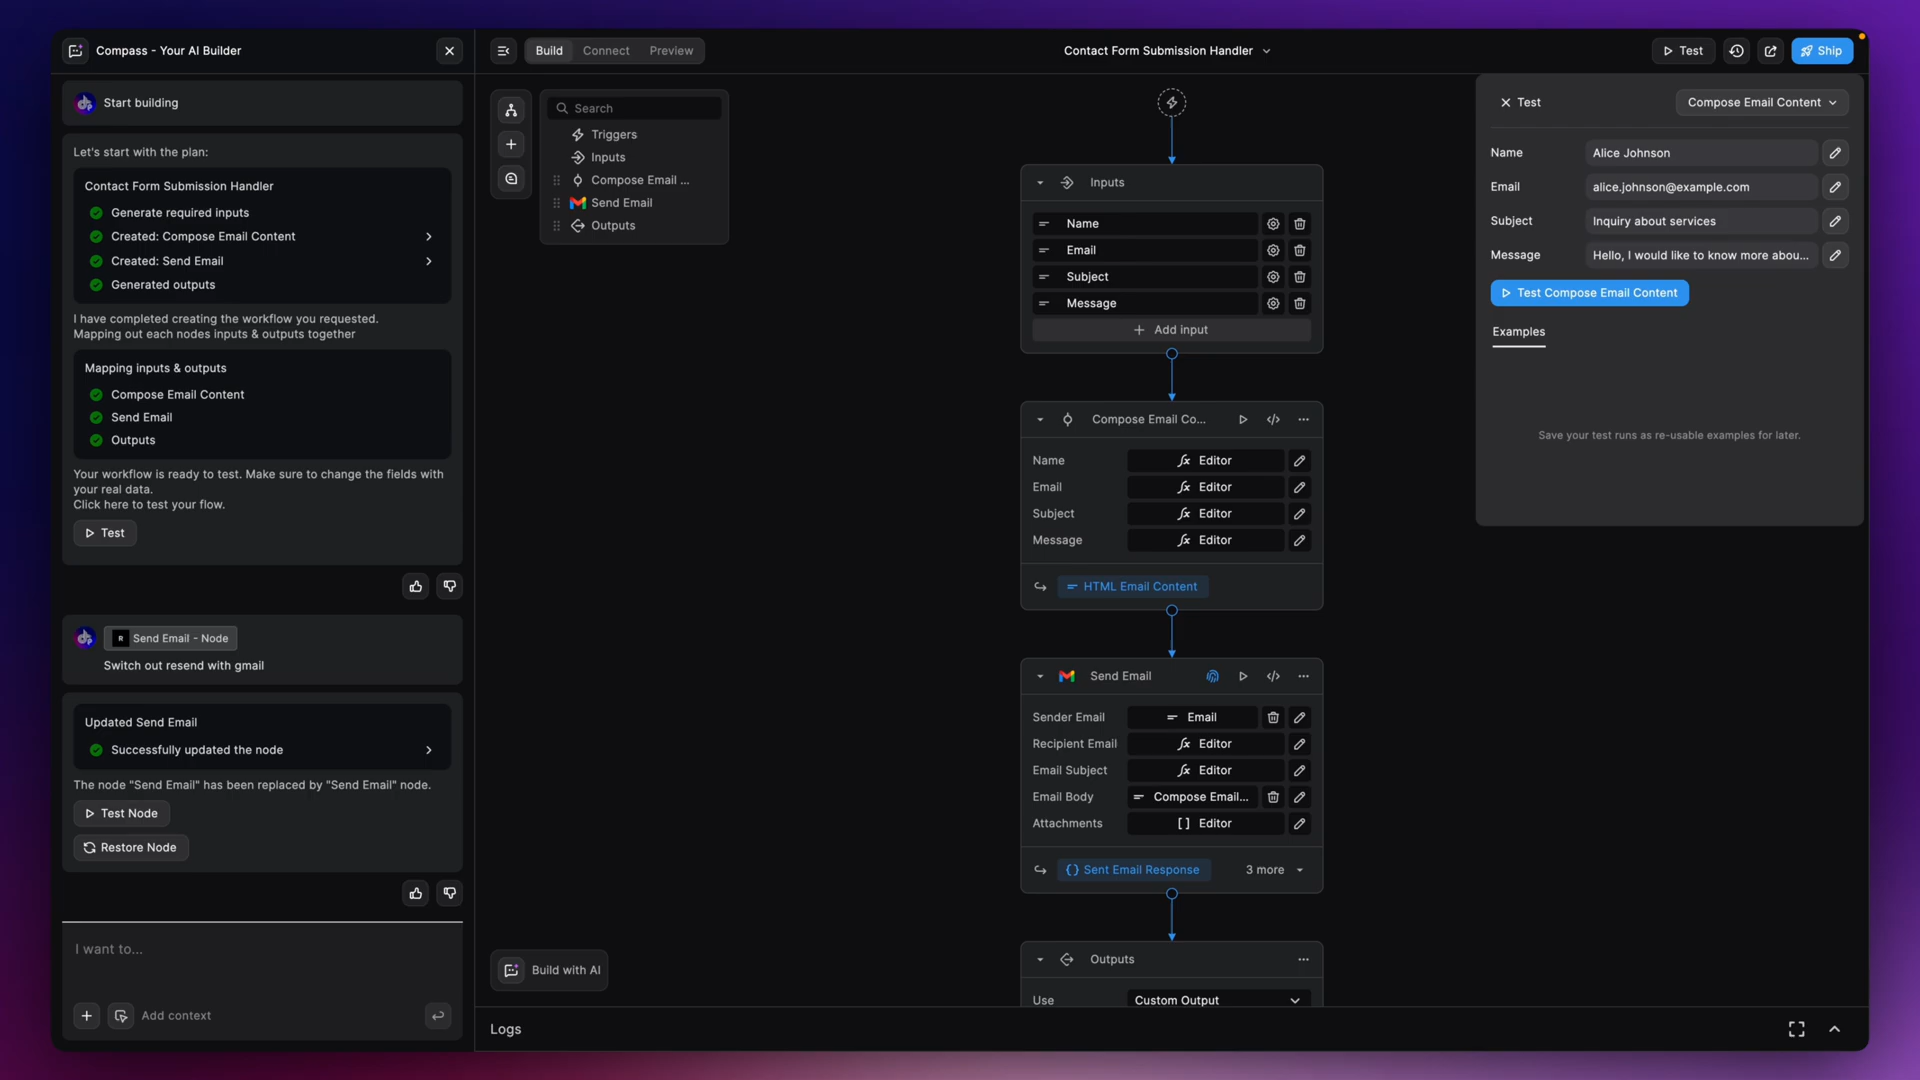 Compass - Your AI Builder
Start building
Let's start with the plan:
Contact Form Submission Handler
Generate required inputs
Created: Compose Email Content
Created: Send Email
Generated outputs
I have completed creating the workflow you requested.
Mapping out each nodes inputs & outputs together
Mapping inputs & outputs
Compose Email Content
Send Email
Outputs
Your workflow is ready to test. Make sure to change the fields with
your real data.
Click here to test your flow.
Test
R Send Email - Node
Switch out resend with gmail
Updated Send Email
Successfully updated the node
The node "Send Email" has been replaced by "Send Email" node.
Test Node
Restore Node
I want to...
Add context
Build Connect Preview
Contact Form Submission Handler
Test
Ship
Search
Triggers
Inputs
Compose Email ...
Send Email
Outputs
Inputs
Name
Email
Subject
Message
+ Add input
Compose Email Co...
Name fx Editor
Email fx Editor
Subject fx Editor
Message fx Editor
HTML Email Content
Send Email
Sender Email Email
Recipient Email fx Editor
Email Subject fx Editor
Email Body Compose Email...
Attachments [ ] Editor
{} Sent Email Response 3 more
Outputs
Use Custom Output
Build with AI
Logs
Test Compose Email Content
Name Alice Johnson
Email alice.johnson@example.com
Subject Inquiry about services
Message Hello, I would like to know more abou...
Test Compose Email Content
Examples
Save your test runs as re-usable examples for later.